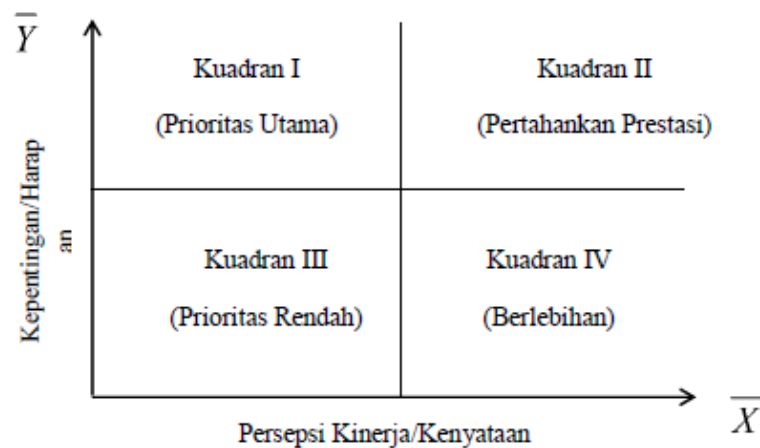 Y
Kuadran I
(Prioritas Utama)
Kuadran II
(Pertahankan Prestasi)
Kepentingan/Harap
an
Kuadran III
(Prioritas Rendah)
Kuadran IV
(Berlebihan)
X
Persepsi Kinerja/Kenyataan